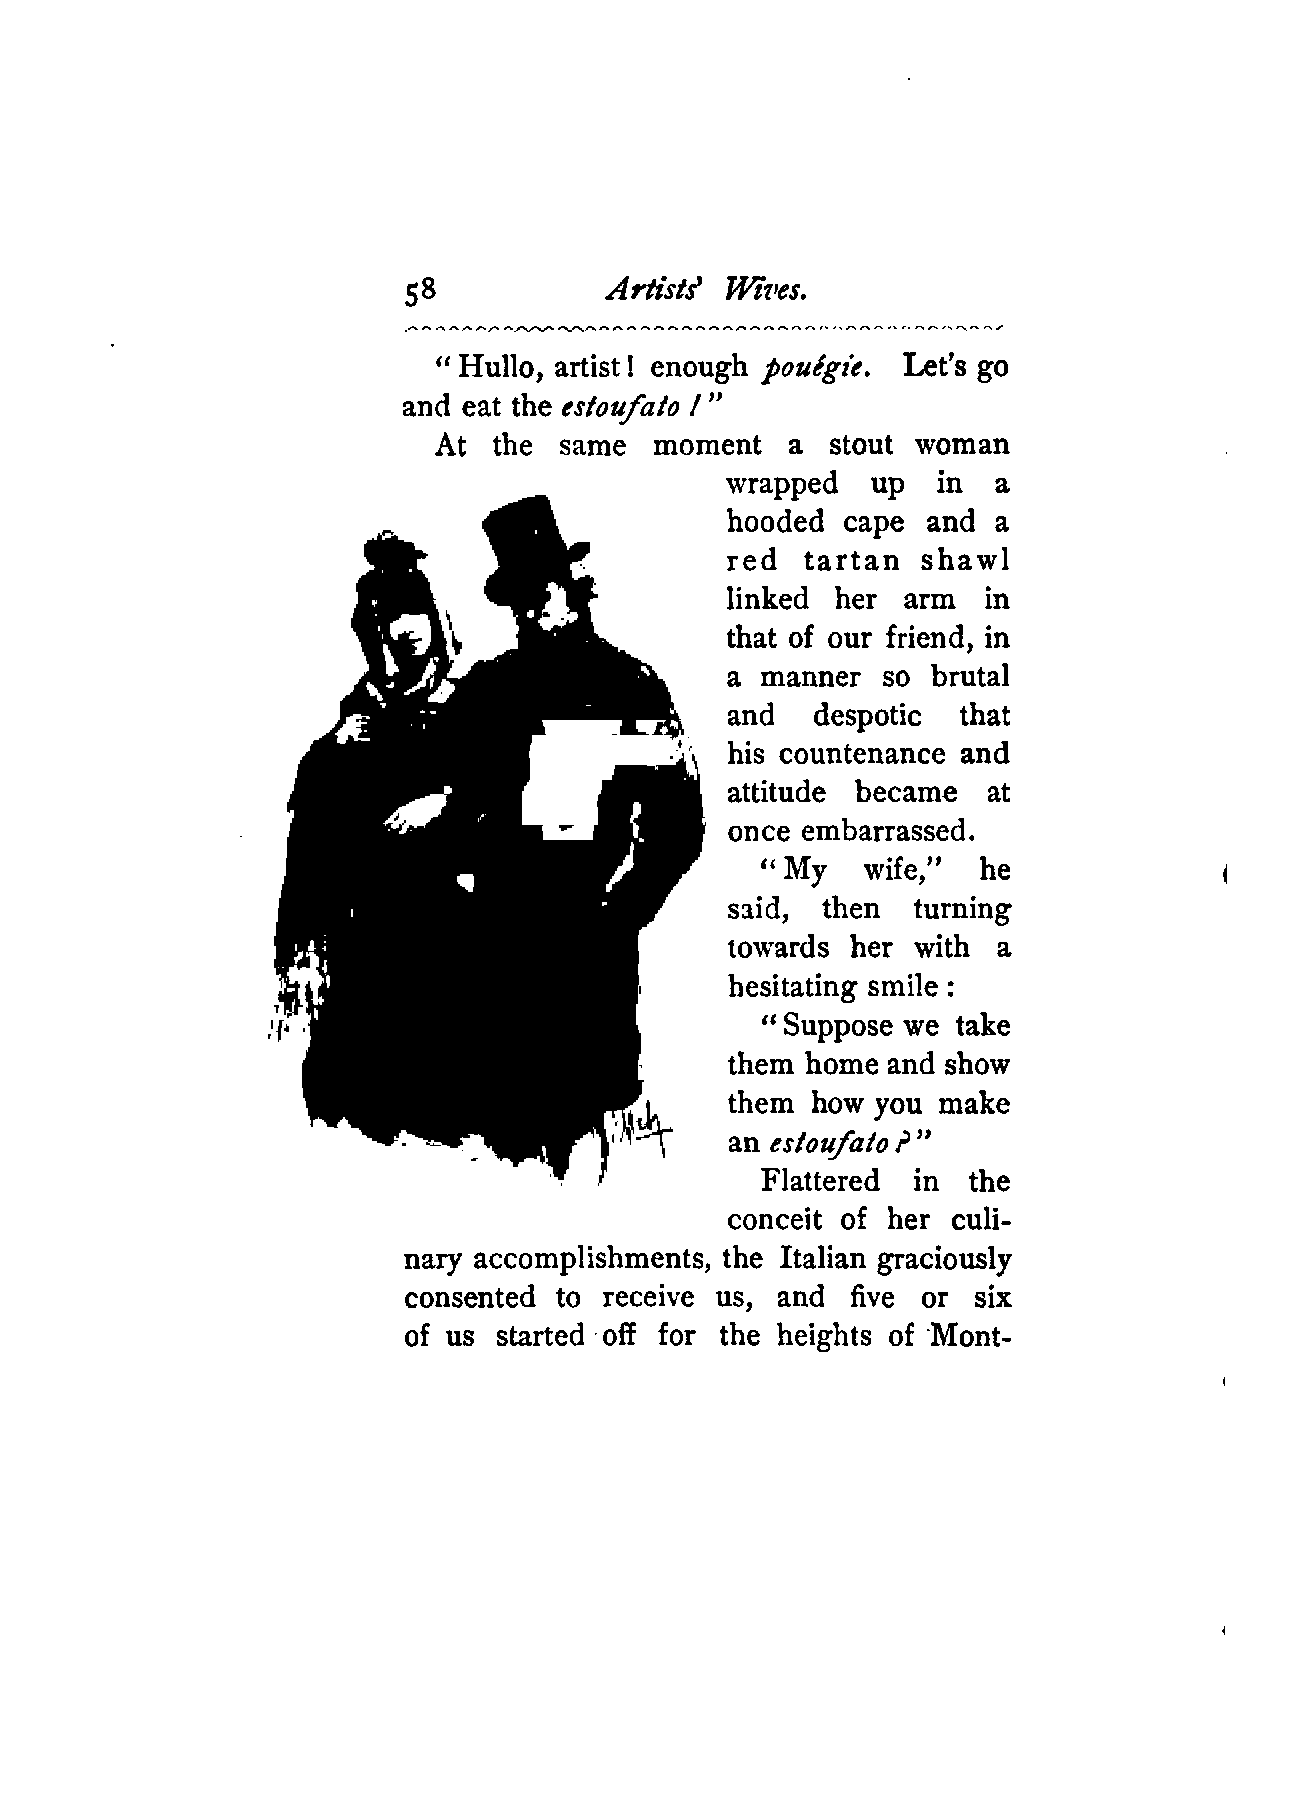 58 Artists' Wives.
"Hullo, artist! enough pouégie. Let's go
and eat the estoufato!"
At the same moment a stout woman
wrapped up in a
hooded cape and a
red tartan shawl
linked her arm in
that of our friend, in
a manner so brutal
and despotic that
his countenance and
attitude became at
once embarrassed.
"My wife," he
said, then turning
towards her with a
hesitating smile:
"Suppose we take
them home and show
them how you make
an estoufato?"
Flattered in the
conceit of her culi-
nary accomplishments, the Italian graciously
consented to receive us, and five or six
of us started off for the heights of Mont-